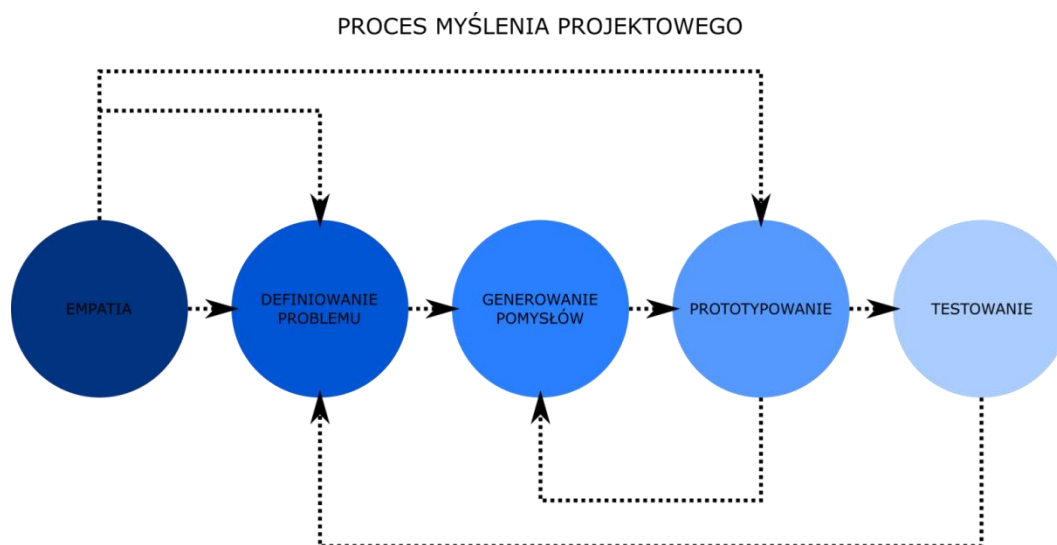 PROCES MYŚLENIA PROJEKTOWEGO
EMPATIA
DEFINIOWANIE
PROBLEMU
GENEROWANIE
POMYSŁÓW
PROTOTYPOWANIE
TESTOWANIE